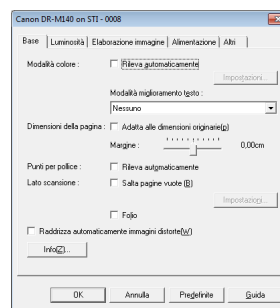 Canon DR-M140 on STI - 0008
Base Luminosità Elaborazione immagine Alimentazione Altri
Modalità colore : Rileva automaticamente
Impostazioni...
Modalità miglioramento testo :
Nessuno
Dimensioni della pagina : Adatta alle dimensioni originarie(p)
Margine : 0,00cm
Punti per pollice : Rileva automaticamente
Lato scansione : Salta pagine vuote (B)
Impostazioni...
Foglio
Raddrizza automaticamente immagini distorte(W)
Info(Z)...
OK Annulla Predefinite Guida